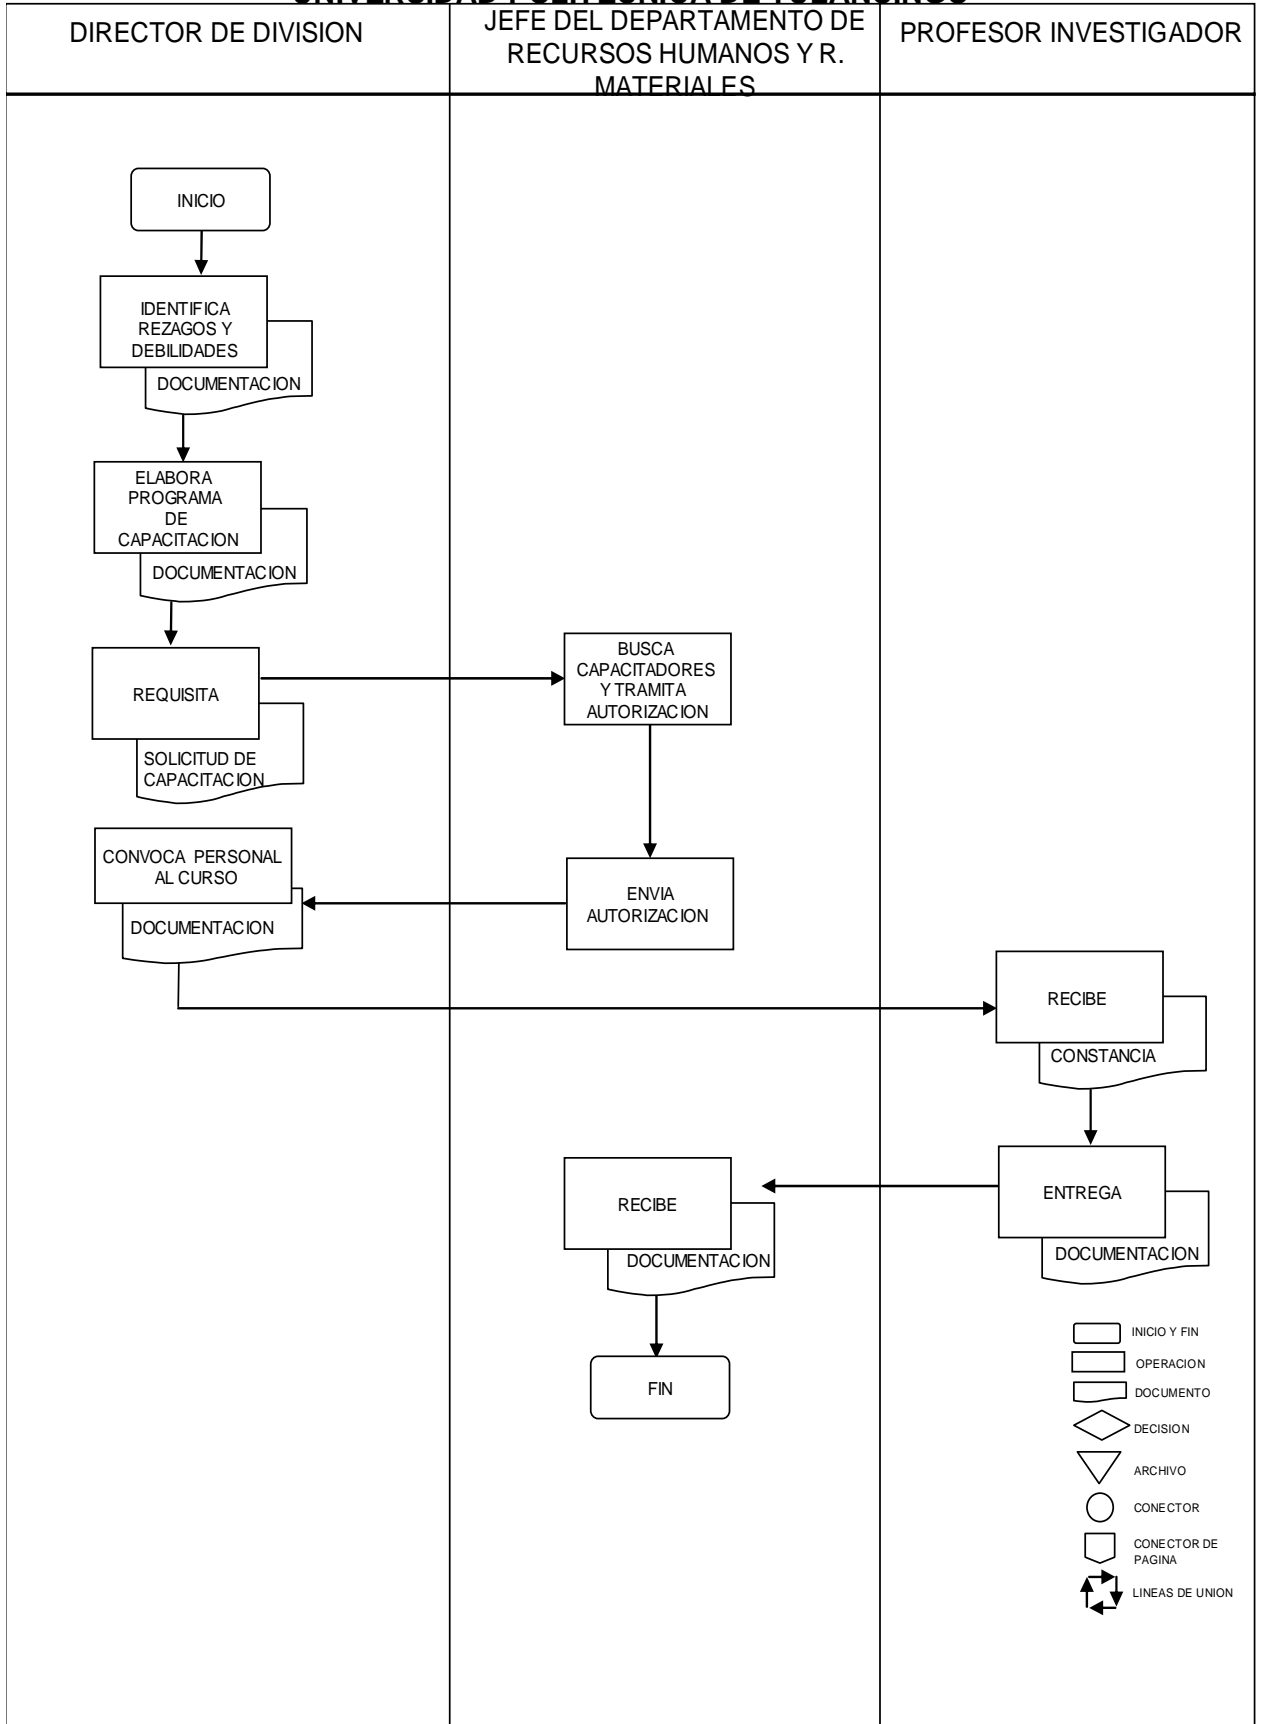 DIRECTOR DE DIVISION
JEFE DEL DEPARTAMENTO DE
RECURSOS HUMANOS Y R.
MATERIALES
PROFESOR INVESTIGADOR
INICIO
IDENTIFICA
REZAGOS Y
DEBILIDADES
DOCUMENTACION
ELABORA
PROGRAMA
DE
CAPACITACION
DOCUMENTACION
REQUISITA
SOLICITUD DE
CAPACITACION
BUSCA
CAPACITADORES
Y TRAMITA
AUTORIZACION
CONVOCA PERSONAL
AL CURSO
DOCUMENTACION
ENVIA
AUTORIZACION
RECIBE
CONSTANCIA
ENTREGA
DOCUMENTACION
RECIBE
DOCUMENTACION
FIN
INICIO Y FIN
OPERACION
DOCUMENTO
DECISION
ARCHIVO
CONECTOR
CONECTOR DE
PAGINA
LINEAS DE UNION